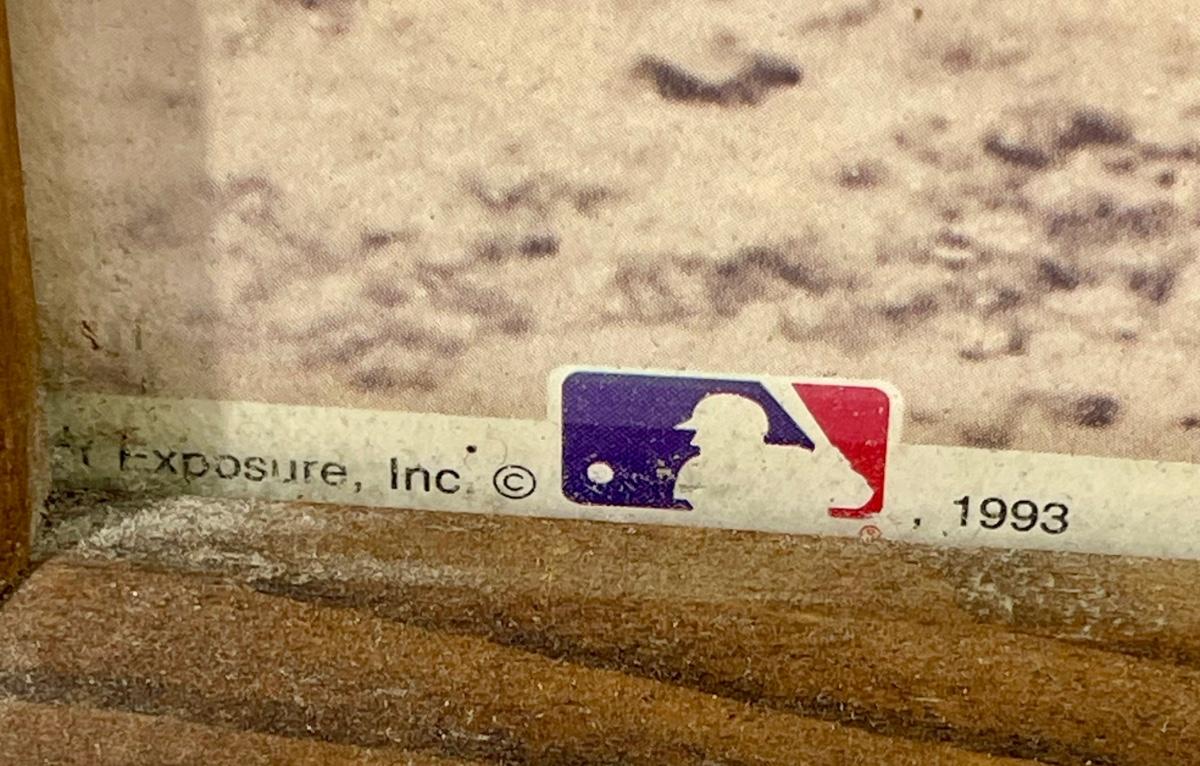 Exposure, Inc. © ®, 1993